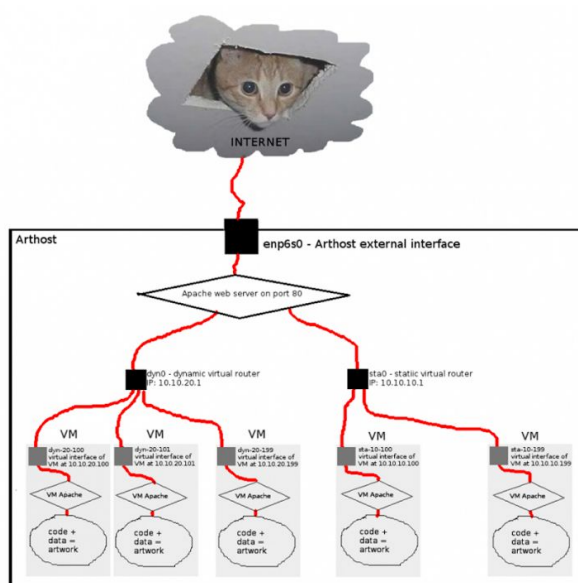 INTERNET
Arthost
enp6s0 - Arthost external interface
Apache web server on port 80
dyn0 - dynamic virtual router
IP: 10.10.20.1
sta0 - statiic virtual router
IP: 10.10.10.1
VM
VM
VM
VM
VM
dyn-20-100
virtual interface of
VM at 10.10.20.100
dyn-20-101
virtual interface of
VM at 10.10.20.101
dyn-20-199
virtual interface of
VM at 10.10.20.199
sta-10-100
virtual interface of
VM at 10.10.10.100
sta-10-199
virtual interface of
VM at 10.10.10.199
VM Apache
VM Apache
VM Apache
VM Apache
VM Apache
code +
data =
artwork
code +
data =
artwork
code +
data =
artwork
code +
data =
artwork
code +
data =
artwork